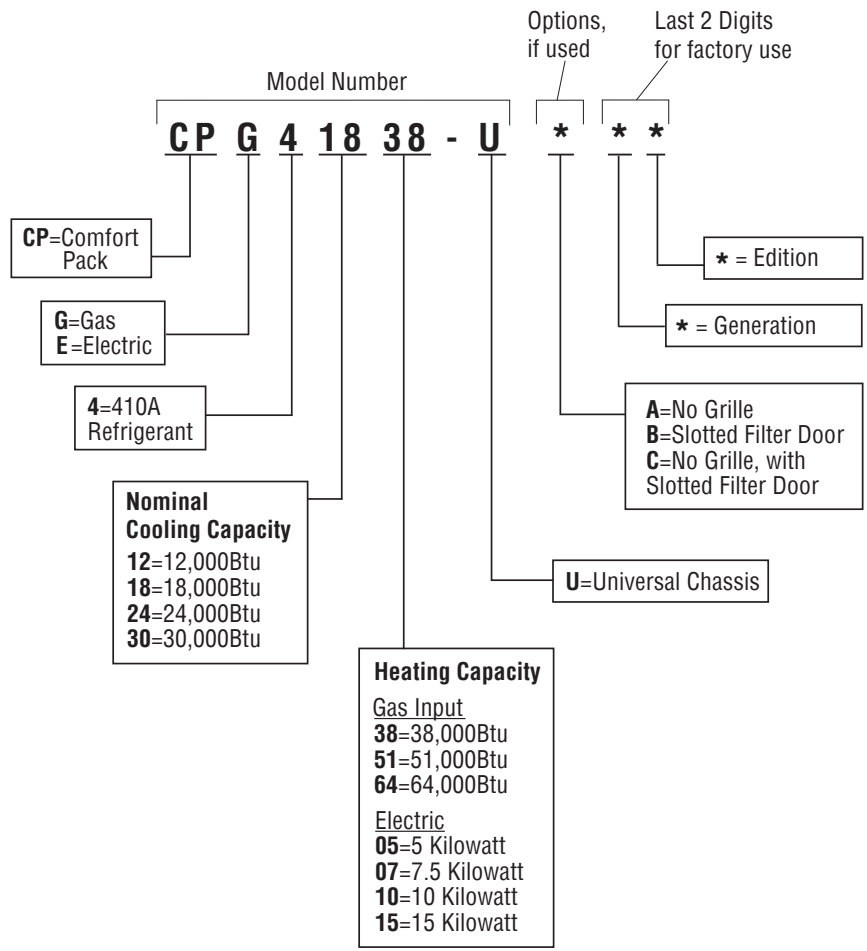 Options,
if used
Last 2 Digits
for factory use
Model Number
CP G 4 18 38 - U * * *
CP=Comfort
Pack
* = Edition
G=Gas
E=Electric
* = Generation
4=410A
Refrigerant
A=No Grille
B=Slotted Filter Door
C=No Grille, with
Slotted Filter Door
Nominal
Cooling Capacity
12=12,000Btu
18=18,000Btu
24=24,000Btu
30=30,000Btu
U=Universal Chassis
Heating Capacity
Gas Input
38=38,000Btu
51=51,000Btu
64=64,000Btu
Electric
05=5 Kilowatt
07=7.5 Kilowatt
10=10 Kilowatt
15=15 Kilowatt